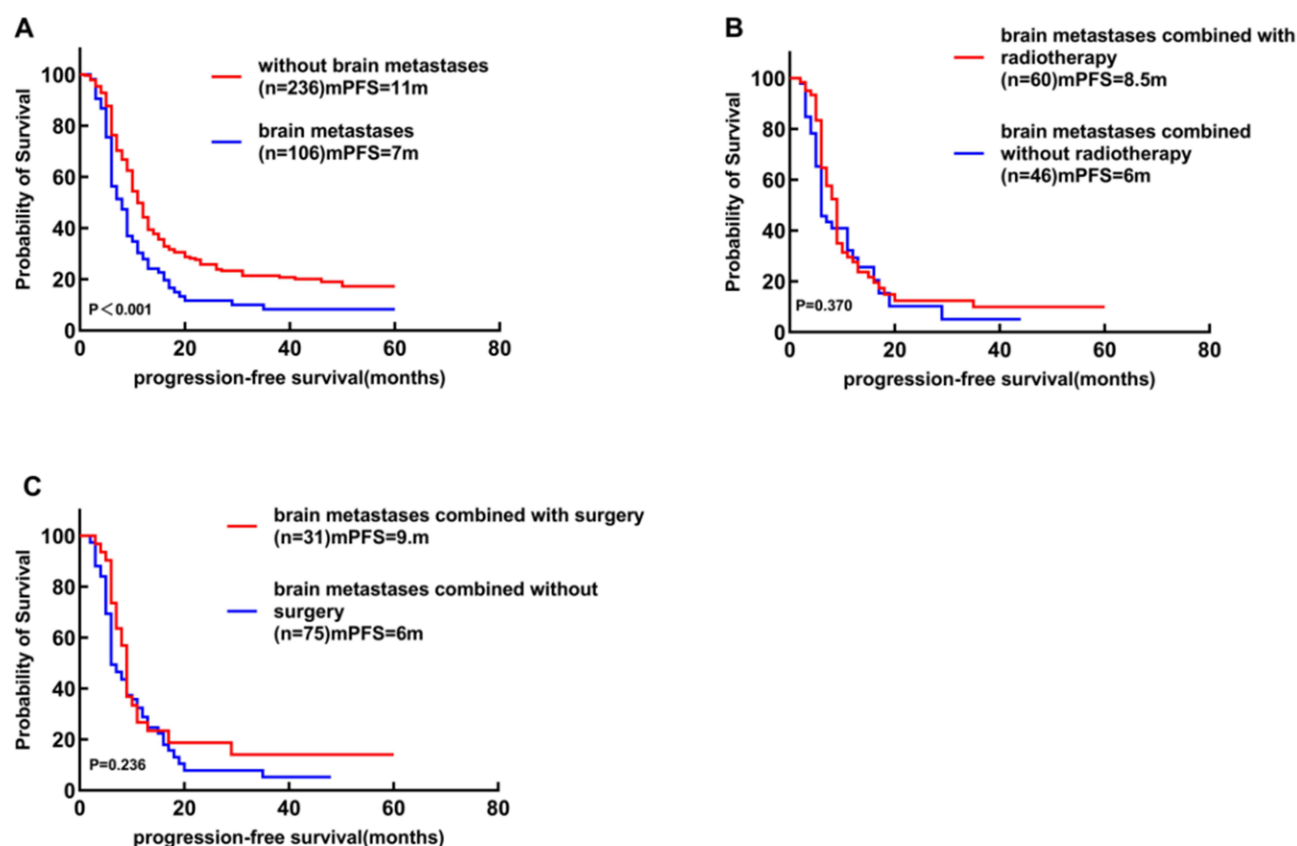 A
Probability of Survival
100
80
60
40
20
0
0 20 40 60 80
progression-free survival(months)
without brain metastases
(n=236)mPFS=11m
brain metastases
(n=106)mPFS=7m
P<0.001
B
Probability of Survival
100
80
60
40
20
0
0 20 40 60 80
progression-free survival(months)
brain metastases combined with
radiotherapy
(n=60)mPFS=8.5m
brain metastases combined
without radiotherapy
(n=46)mPFS=6m
P=0.370
C
Probability of Survival
100
80
60
40
20
0
0 20 40 60 80
progression-free survival(months)
brain metastases combined with surgery
(n=31)mPFS=9.m
brain metastases combined without
surgery
(n=75)mPFS=6m
P=0.236